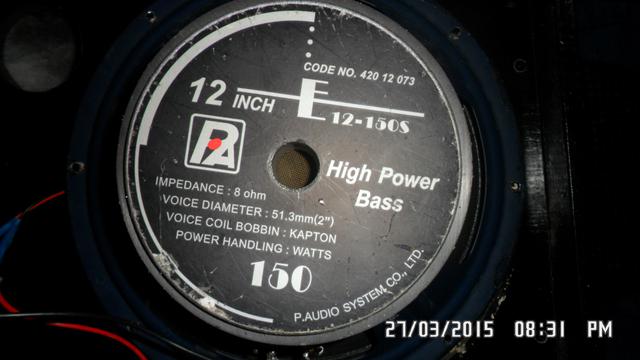 CODE NO. 420 12 073
12 INCH
E 12-150S
PA
High Power
Bass
IMPEDANCE : 8 ohm
VOICE DIAMETER : 51.3mm(2")
VOICE COIL BOBBIN : KAPTON
POWER HANDLING : WATTS
150
P.AUDIO SYSTEM CO., LTD.
27/03/2015 08:31 PM